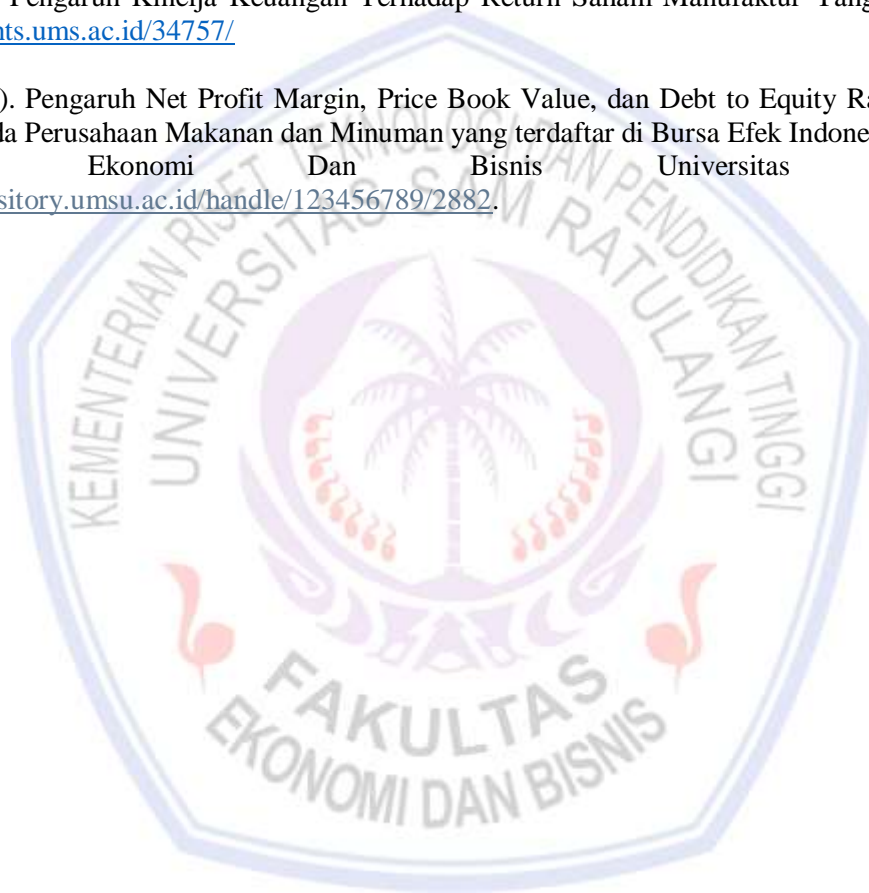 Pengaruh Kinerja Keuangan Terhadap Return Saham Manufaktur Yang
nts.ums.ac.id/34757/
). Pengaruh Net Profit Margin, Price Book Value, dan Debt to Equity Ra
da Perusahaan Makanan dan Minuman yang terdaftar di Bursa Efek Indone
Ekonomi Dan Bisnis Universitas
sitory.umsu.ac.id/handle/123456789/2882.
KEMENTERIAN RISET TEKNOLOGI DAN PENDIDIKAN TINGGI
UNIVERSITAS SAM RATULANGI
FAKULTAS
EKONOMI DAN BISNIS